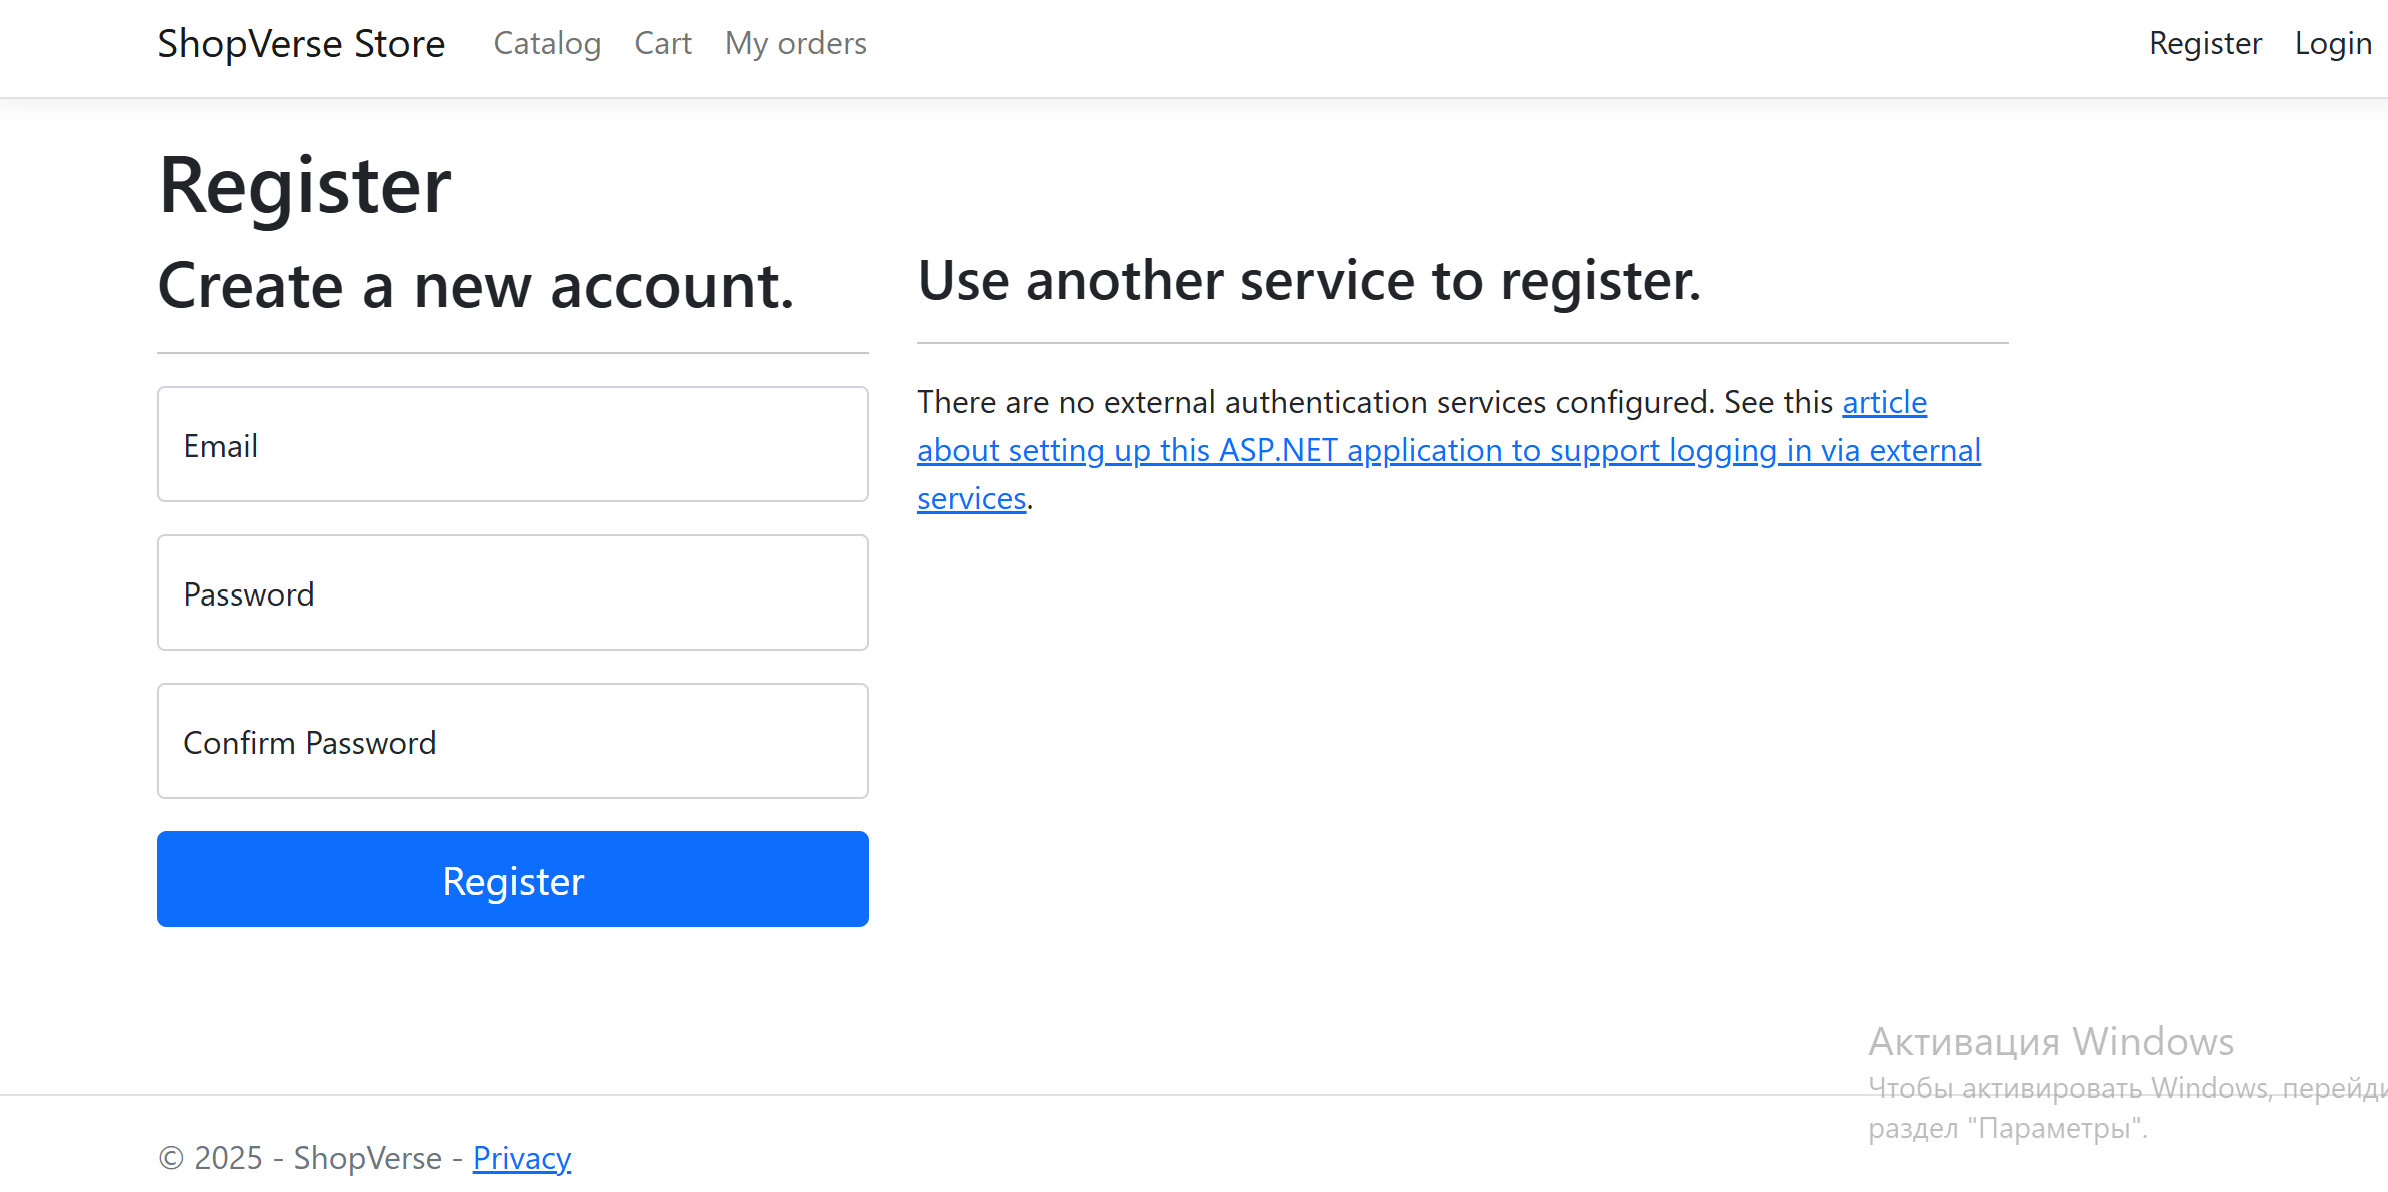 ShopVerse Store Catalog Cart My orders Register Login
Register
Create a new account.
Email
Password
Confirm Password
Register
Use another service to register.
There are no external authentication services configured. See this article
about setting up this ASP.NET application to support logging in via external
services.
Активация Windows
Чтобы активировать Windows, перейди
раздел "Параметры".
© 2025 - ShopVerse - Privacy